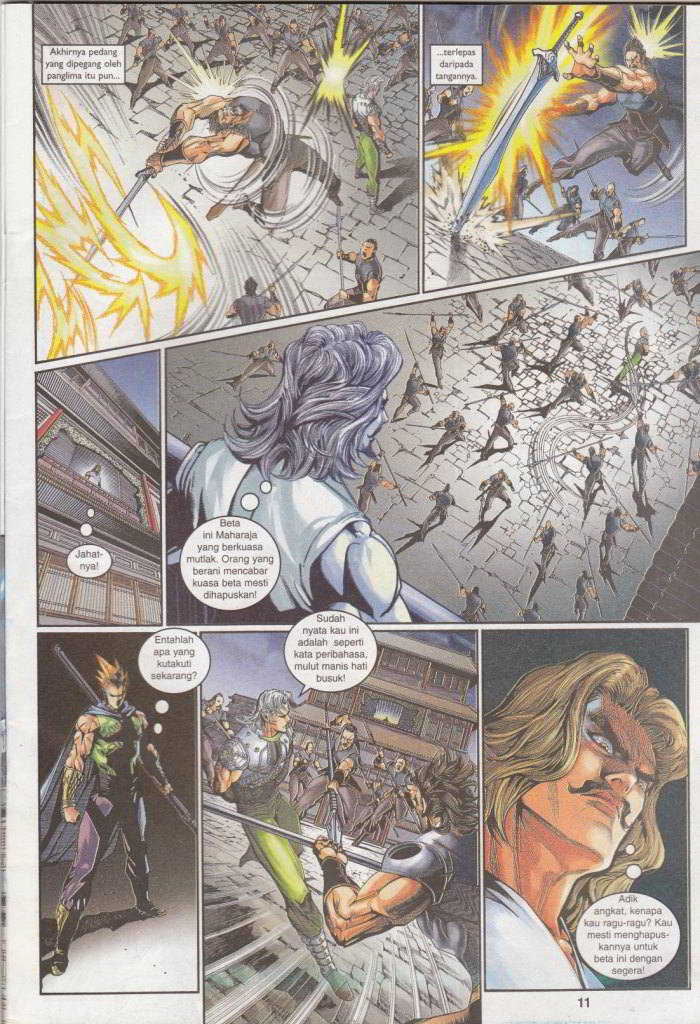 Akhirnya pedang
yang dipegang oleh
panglima itu pun...
...terlepas
daripada
tangannya.
Jahat-
nya!
Beta
ini Maharaja
yang berkuasa
mutlak. Orang yang
berani mencabar
kuasa beta mesti
dihapuskan!
Entahlah
apa yang
kutakuti
sekarang?
Sudah
nyata kau ini
adalah seperti
kata peribahasa,
mulut manis hati
busuk!
Adik
angkat, kenapa
kau ragu-ragu? Kau
mesti menghapus-
kannya untuk
beta ini dengan
segera!
11